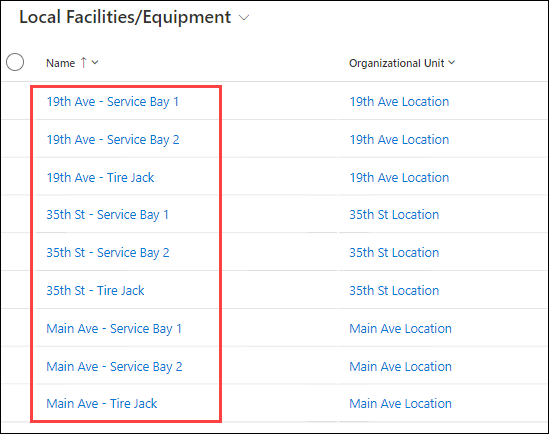 Local Facilities/Equipment
Name ↑ Organizational Unit
19th Ave - Service Bay 1 19th Ave Location
19th Ave - Service Bay 2 19th Ave Location
19th Ave - Tire Jack 19th Ave Location
35th St - Service Bay 1 35th St Location
35th St - Service Bay 2 35th St Location
35th St - Tire Jack 35th St Location
Main Ave - Service Bay 1 Main Ave Location
Main Ave - Service Bay 2 Main Ave Location
Main Ave - Tire Jack Main Ave Location